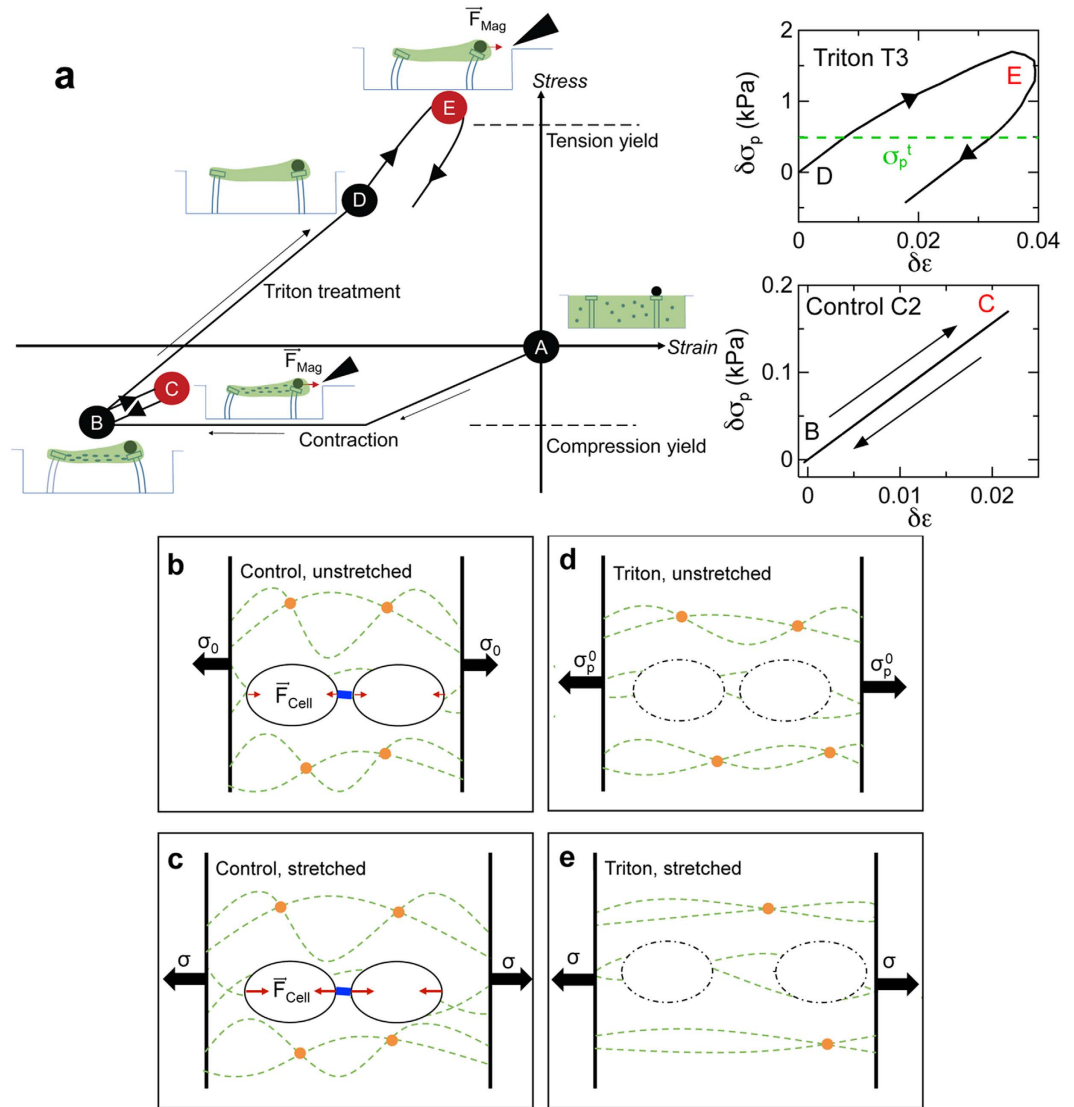 a
F⃗Mag
Stress
E
Tension yield
D
Triton treatment
A
Strain
F⃗Mag
C
B
Contraction
Compression yield
Triton T3
δσp (kPa)
2
1
0
-1
E
σpᵗ
D
0
0.02
0.04
δε
Control C2
δσp (kPa)
0.2
0.1
0
C
B
0
0.01
0.02
δε
b
Control, unstretched
σ0
σ0
F⃗Cell
d
Triton, unstretched
σp⁰
σp⁰
c
Control, stretched
σ
σ
F⃗Cell
e
Triton, stretched
σ
σ